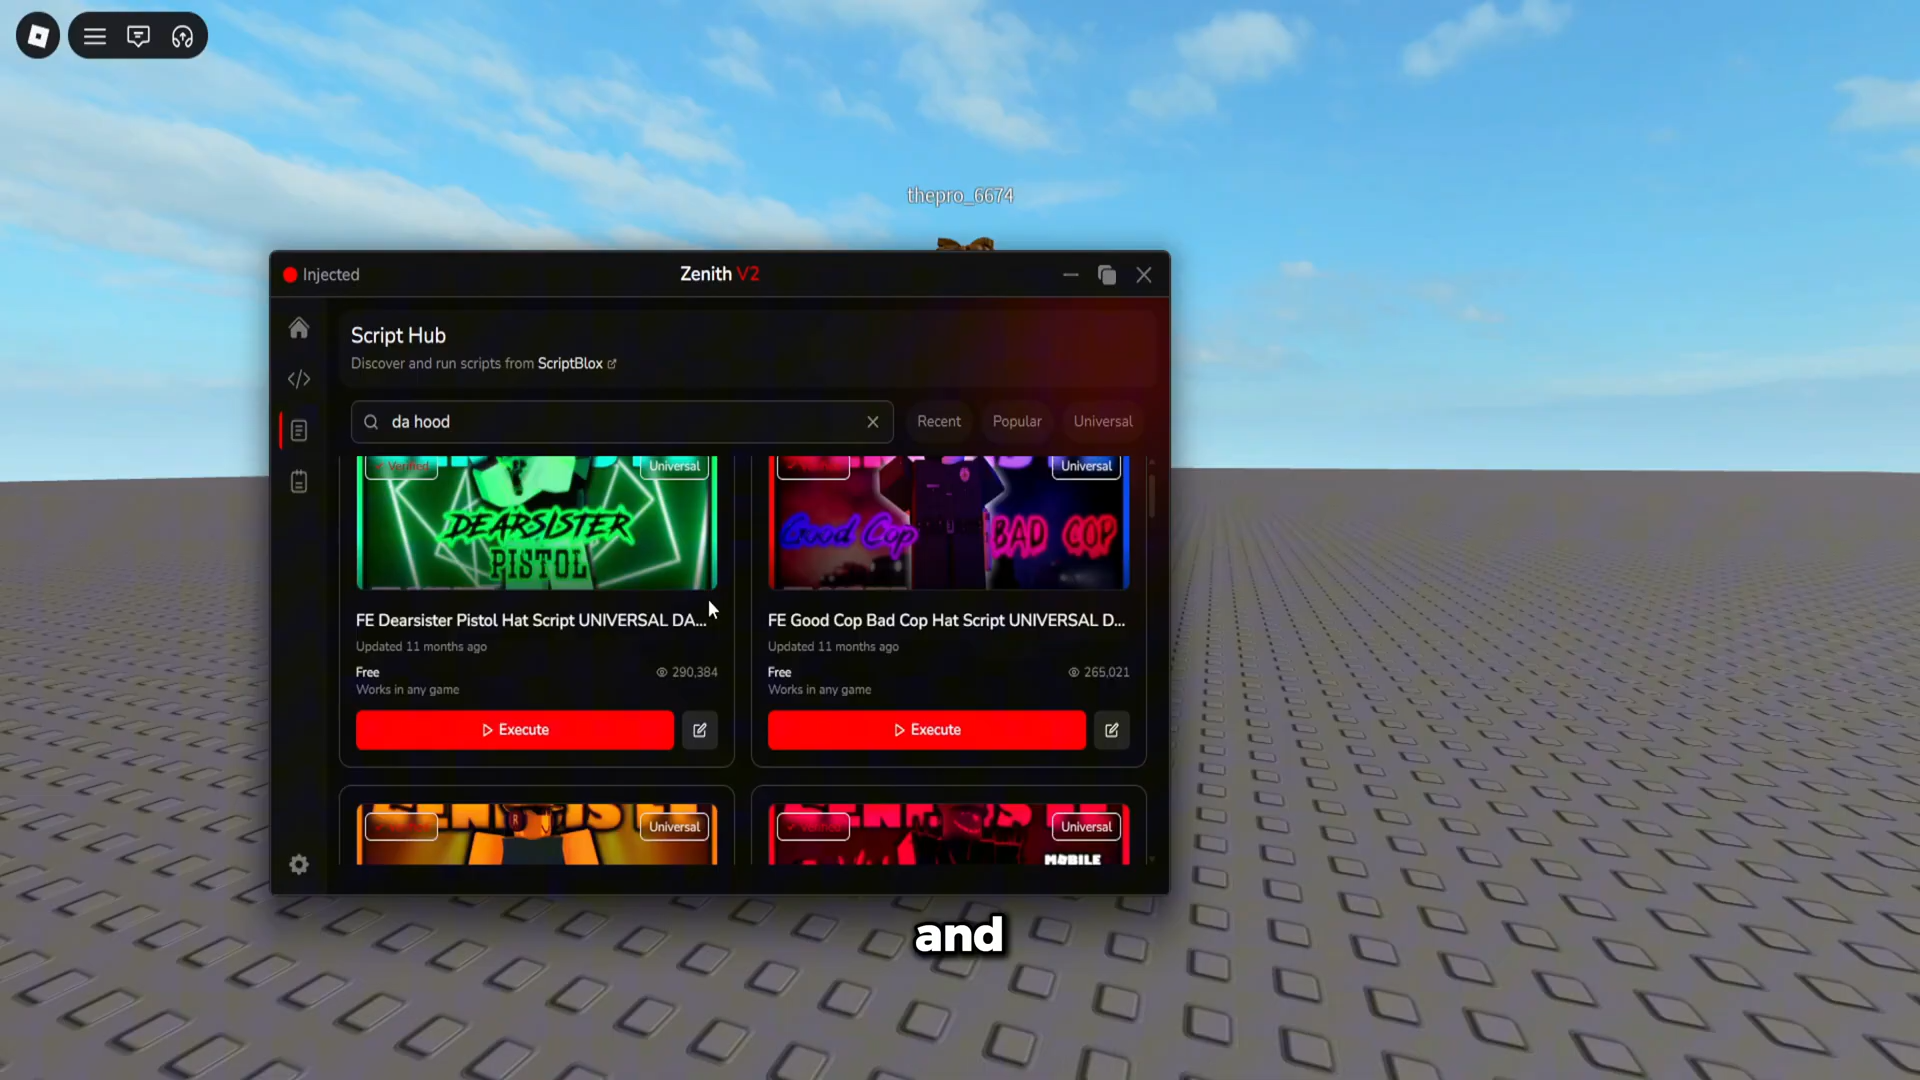 thepro_6674
Injected
Zenith V2
Script Hub
Discover and run scripts from ScriptBlox
da hood
Recent
Popular
Universal
Verified
Universal
DEARSISTER
PISTOL
FE Dearsister Pistol Hat Script UNIVERSAL DA...
Updated 11 months ago
Free
290,384
Works in any game
Execute
Universal
Good Cop
BAD COP
FE Good Cop Bad Cop Hat Script UNIVERSAL D...
Updated 11 months ago
Free
265,021
Works in any game
Execute
Universal
Universal
MOBILE
and